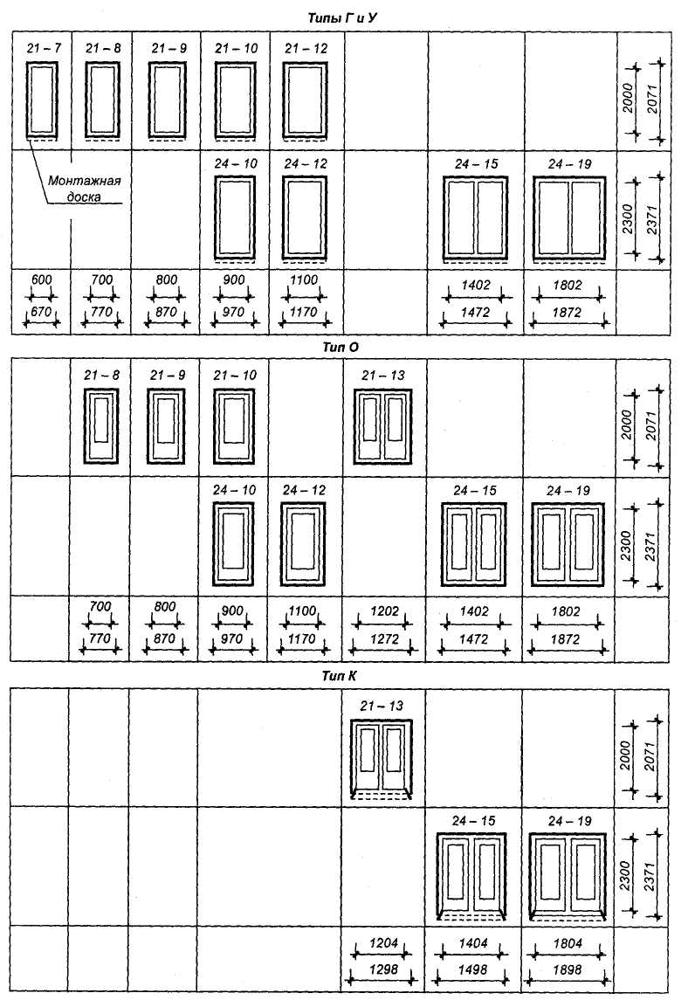 Типы Г и У
21 – 7 21 – 8 21 – 9 21 – 10 21 – 12
2000 2071
24 – 10 24 – 12 24 – 15 24 – 19
Монтажная
доска
2300 2371
600 700 800 900 1100 1402 1802
670 770 870 970 1170 1472 1872
Тип О
21 – 8 21 – 9 21 – 10 21 – 13
2000 2071
24 – 10 24 – 12 24 – 15 24 – 19
2300 2371
700 800 900 1100 1202 1402 1802
770 870 970 1170 1272 1472 1872
Тип К
21 – 13
2000 2071
24 – 15 24 – 19
2300 2371
1204 1404 1804
1298 1498 1898